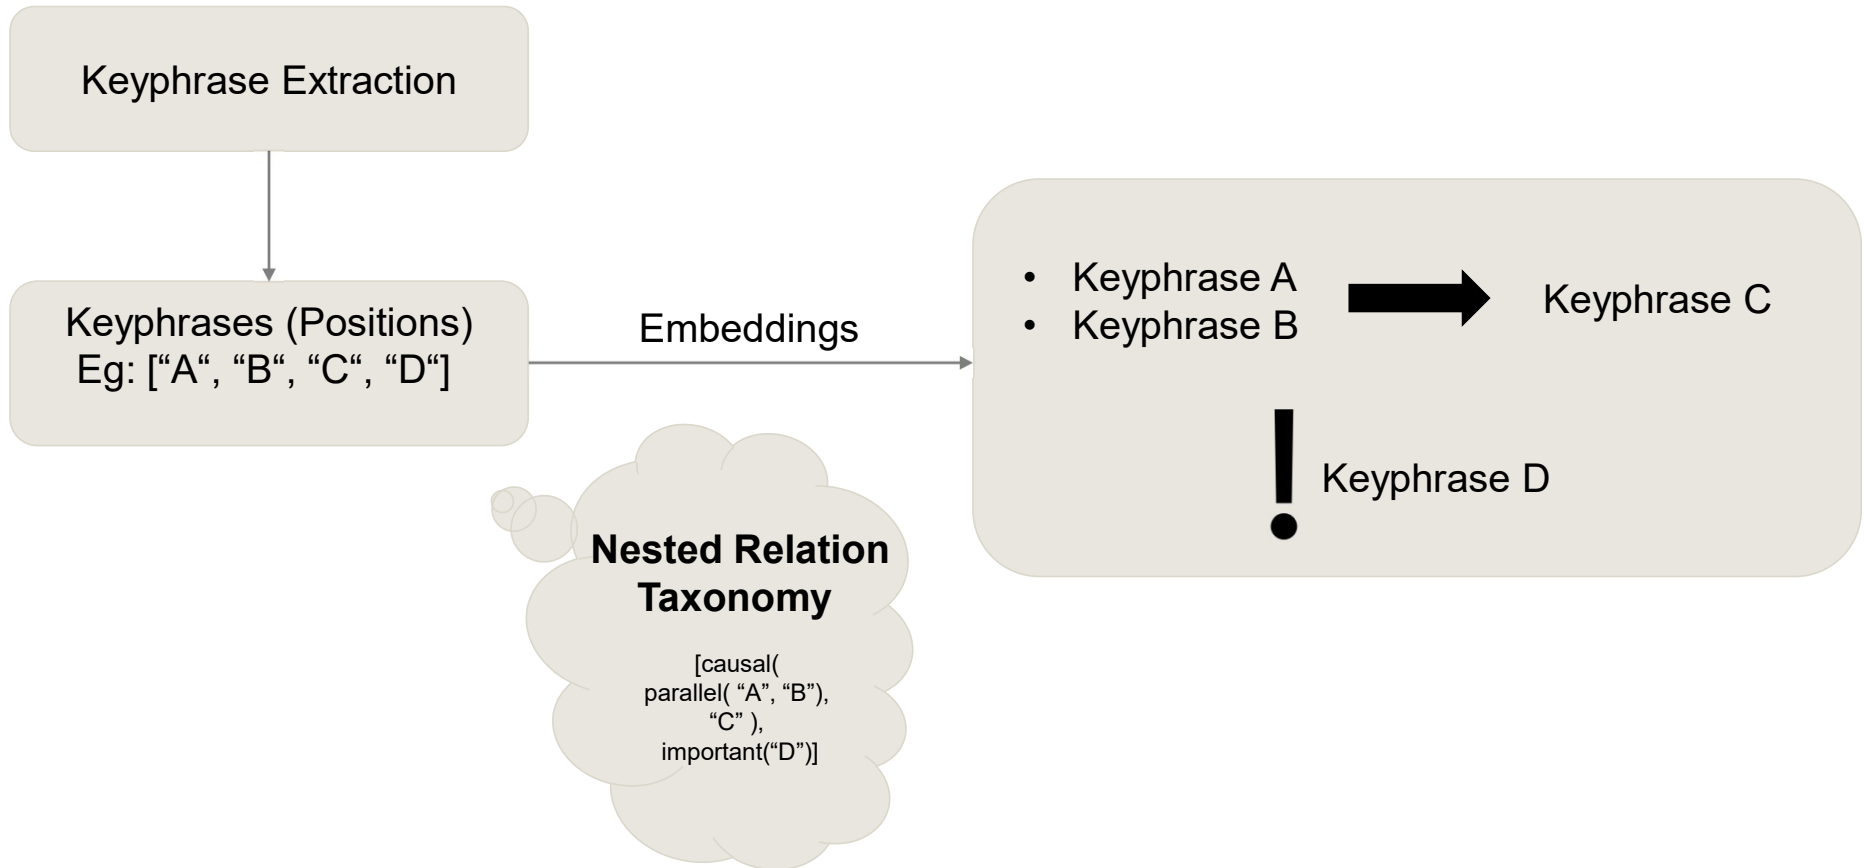 Keyphrase Extraction
Keyphrases (Positions)
Eg: [“A“, “B“, “C“, “D“]
Embeddings
• Keyphrase A
• Keyphrase B
Keyphrase C
Keyphrase D
Nested Relation
Taxonomy
[causal(
parallel( “A”, “B”),
“C” ),
important(“D”)]